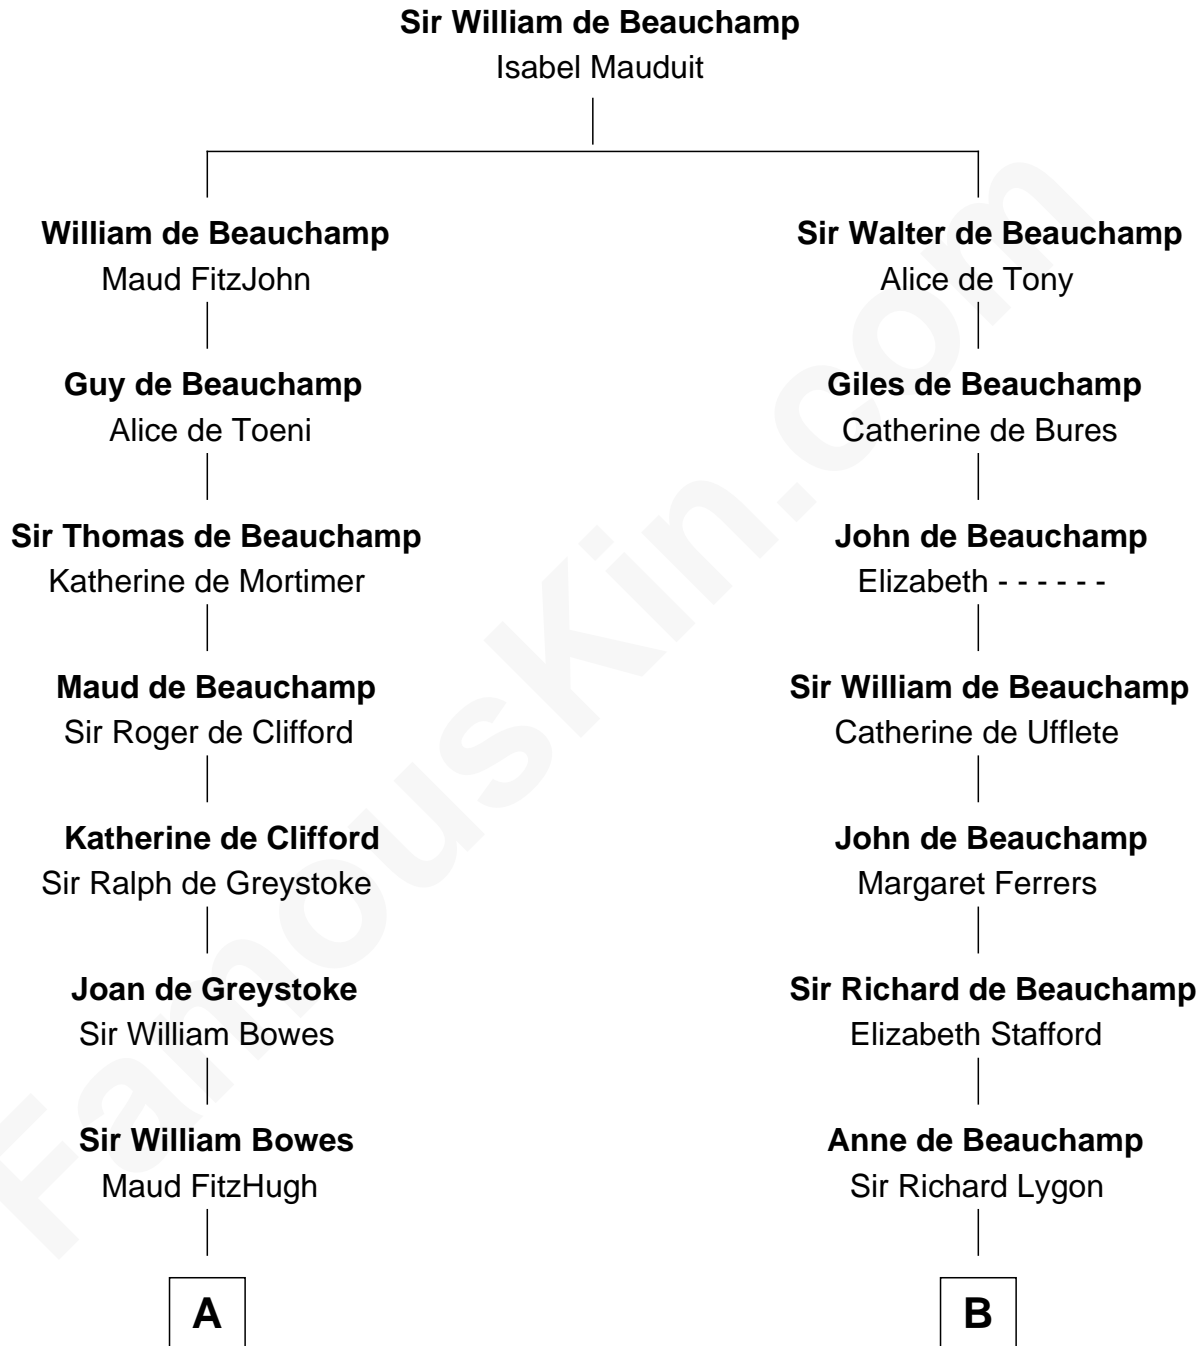 Sir William de Beauchamp
Isabel Mauduit
William de Beauchamp
Maud FitzJohn
Sir Walter de Beauchamp
Alice de Tony
Guy de Beauchamp
Alice de Toeni
Giles de Beauchamp
Catherine de Bures
Sir Thomas de Beauchamp
Katherine de Mortimer
John de Beauchamp
Elizabeth - - - - - -
Maud de Beauchamp
Sir Roger de Clifford
Sir William de Beauchamp
Catherine de Ufflete
Katherine de Clifford
Sir Ralph de Greystoke
John de Beauchamp
Margaret Ferrers
Joan de Greystoke
Sir William Bowes
Sir Richard de Beauchamp
Elizabeth Stafford
Sir William Bowes
Maud FitzHugh
Anne de Beauchamp
Sir Richard Lygon
A
B
FamousKin.com